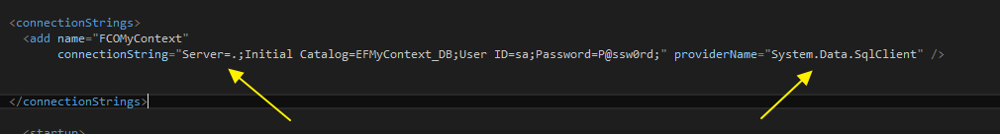 <connectionStrings>
<add name="FCOMyContext"
connectionString="Server=.;Initial Catalog=EFMyContext_DB;User ID=sa;Password=P@ssw0rd;" providerName="System.Data.SqlClient" />
</connectionStrings>
<startup>